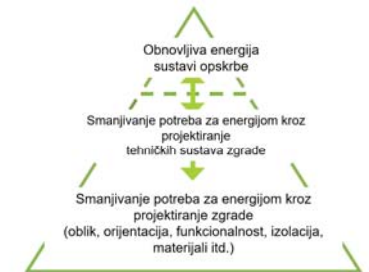 Obnovljiva energija
sustavi opskrbe
Smanjivanje potreba za energijom kroz
projektiranje
tehničkih sustava zgrade
Smanjivanje potreba za energijom kroz
projektiranje zgrade
(oblik, orijentacija, funkcionalnost, izolacija,
materijali itd.)